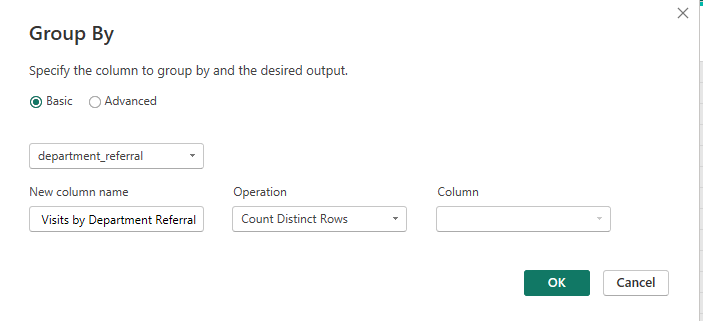 Group By
Specify the column to group by and the desired output.
Basic Advanced
department_referral
New column name Operation Column
Visits by Department Referral Count Distinct Rows
OK Cancel